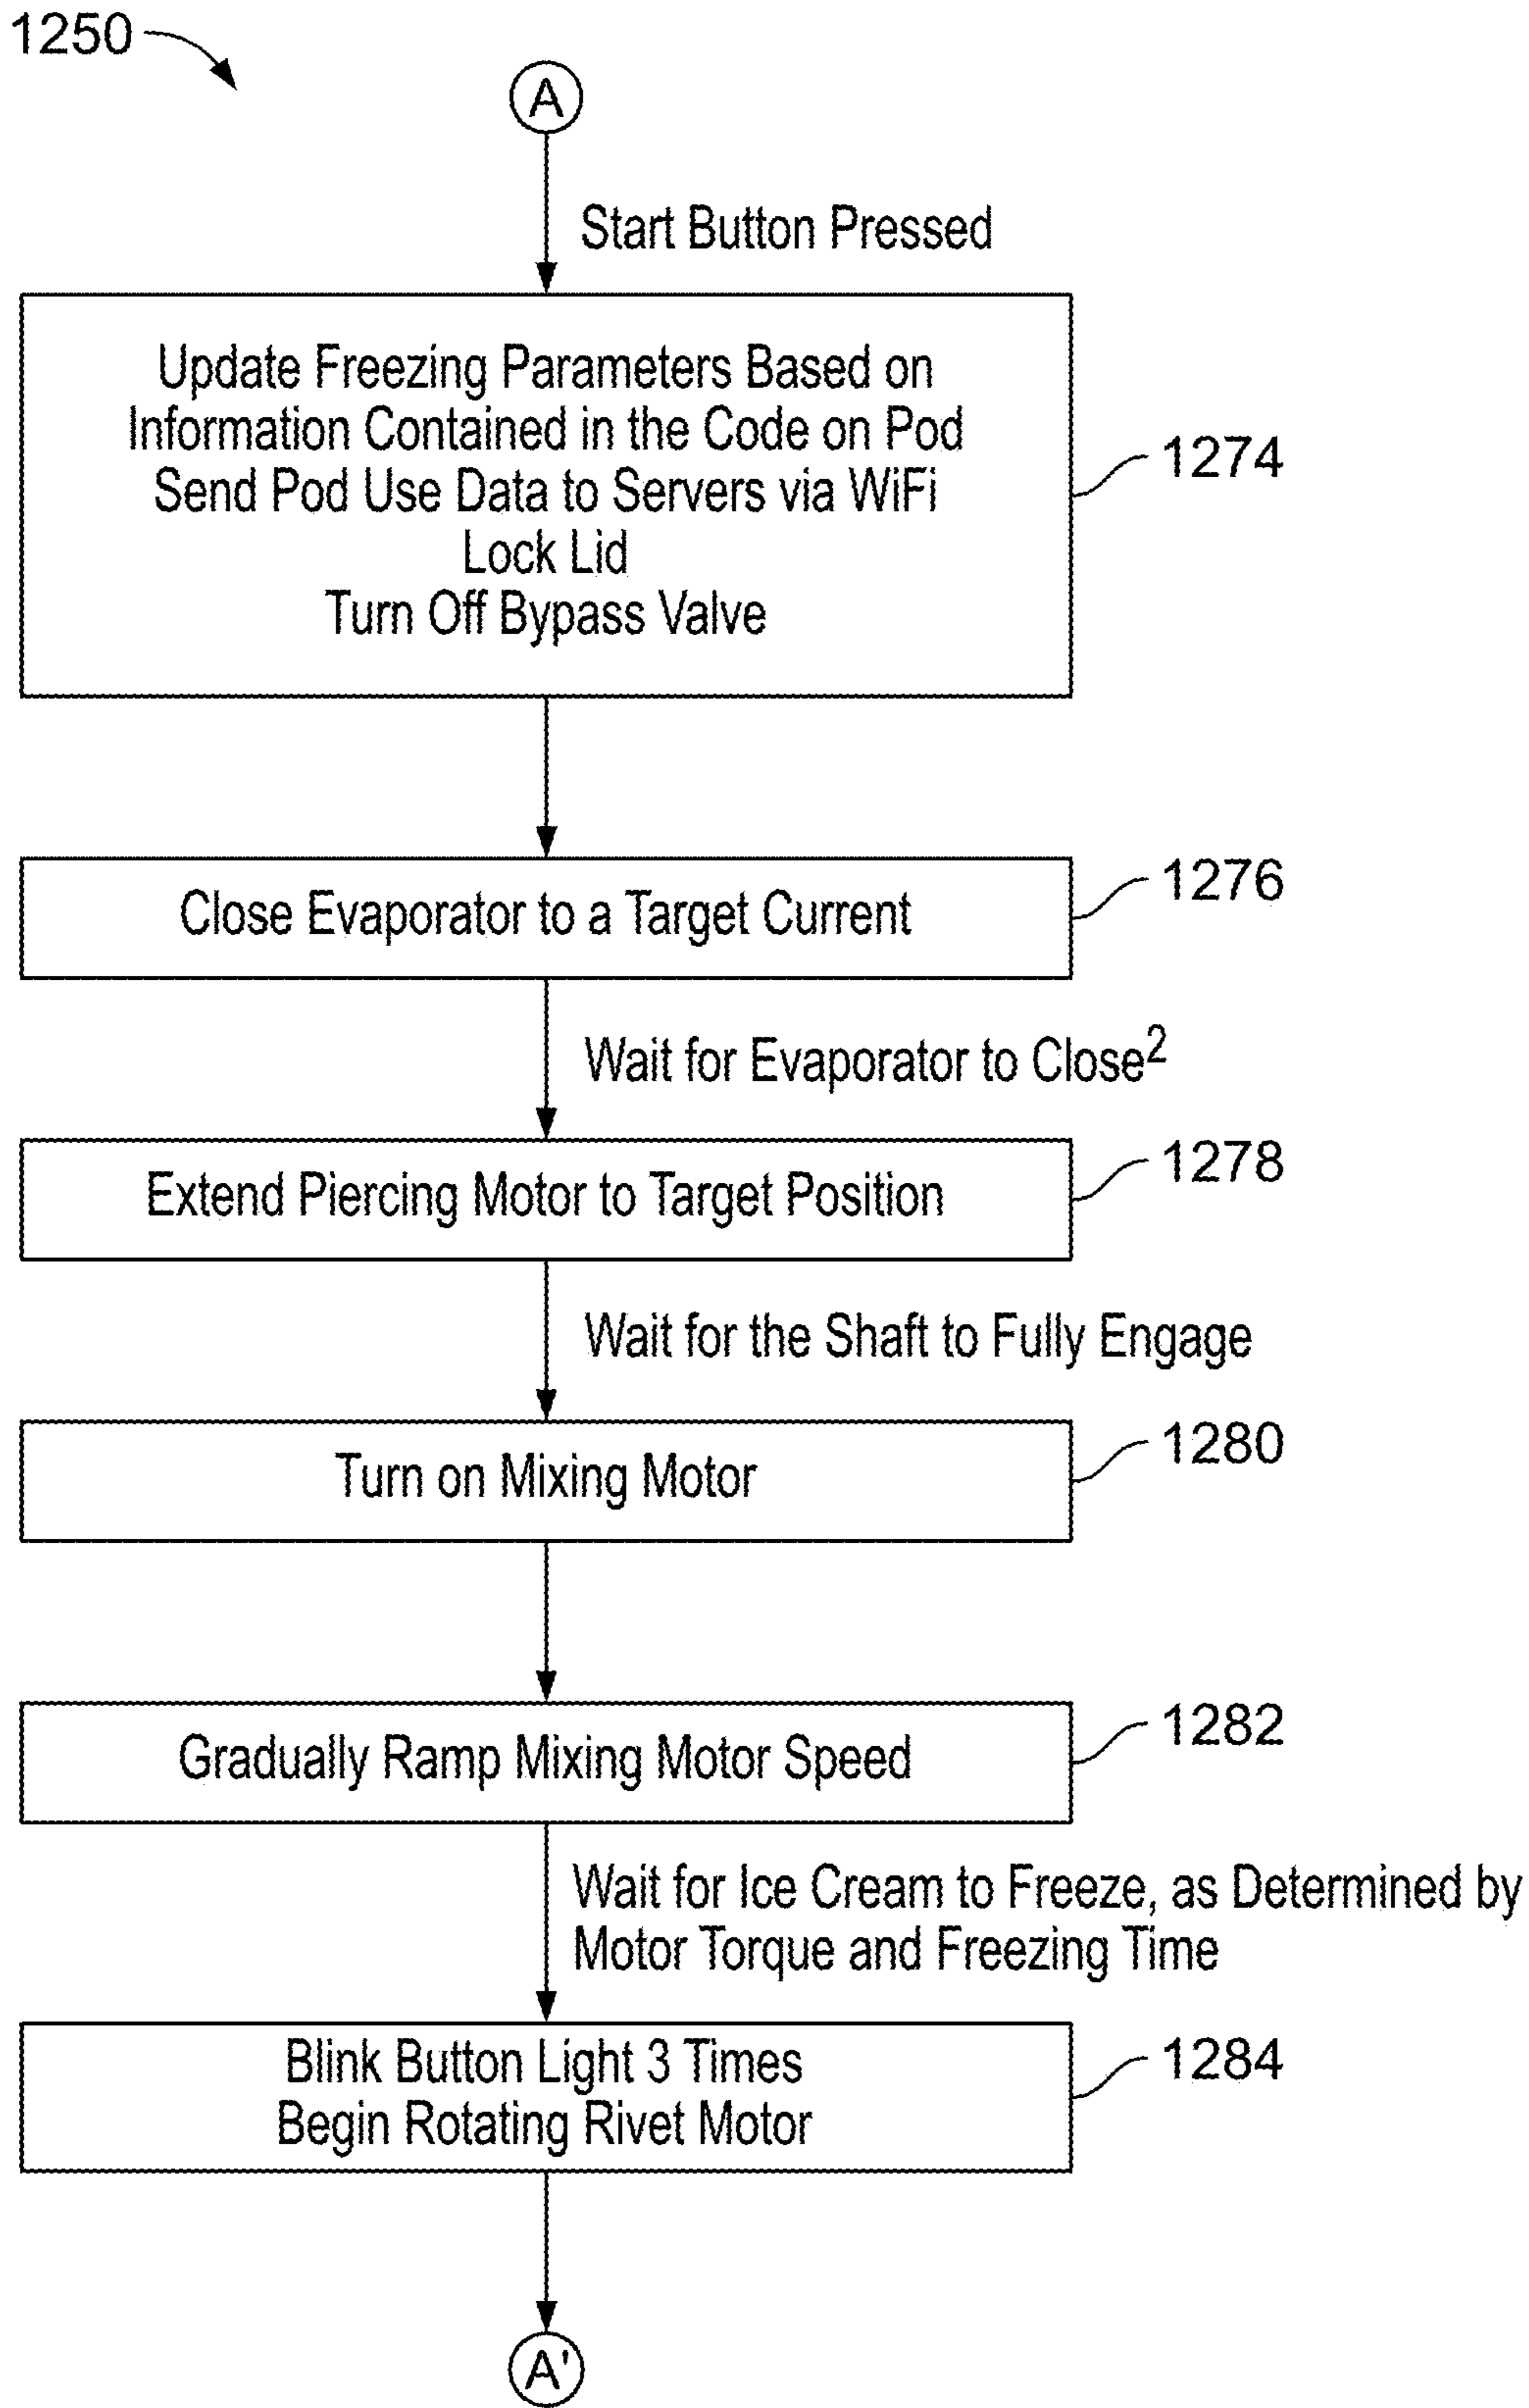 1250
A
Start Button Pressed
Update Freezing Parameters Based on
Information Contained in the Code on Pod
Send Pod Use Data to Servers via WiFi
Lock Lid
Turn Off Bypass Valve
1274
Close Evaporator to a Target Current
1276
Wait for Evaporator to Close²
Extend Piercing Motor to Target Position
1278
Wait for the Shaft to Fully Engage
Turn on Mixing Motor
1280
Gradually Ramp Mixing Motor Speed
1282
Wait for Ice Cream to Freeze, as Determined by
Motor Torque and Freezing Time
Blink Button Light 3 Times
Begin Rotating Rivet Motor
1284
A'